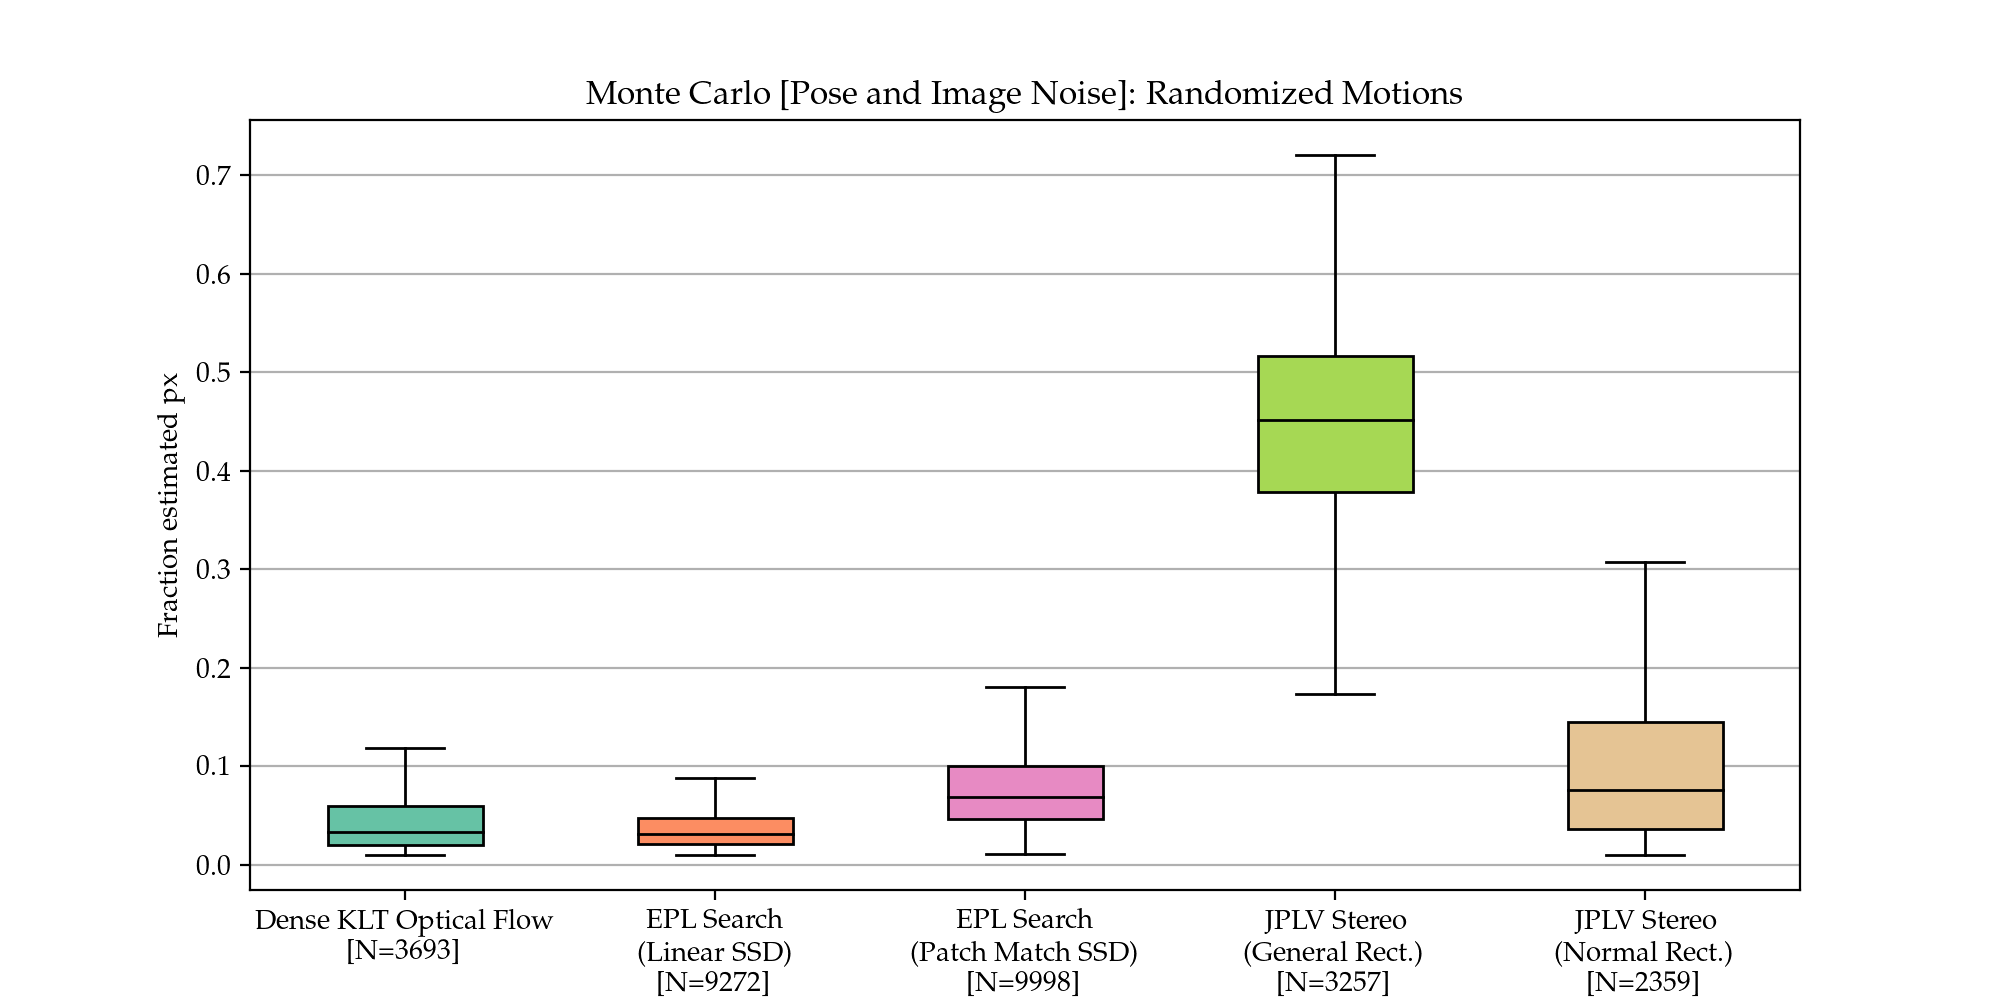 Monte Carlo [Pose and Image Noise]: Randomized Motions
Fraction estimated px
0.7
0.6
0.5
0.4
0.3
0.2
0.1
0.0
Dense KLT Optical Flow
[N=3693]
EPL Search
(Linear SSD)
[N=9272]
EPL Search
(Patch Match SSD)
[N=9998]
JPLV Stereo
(General Rect.)
[N=3257]
JPLV Stereo
(Normal Rect.)
[N=2359]